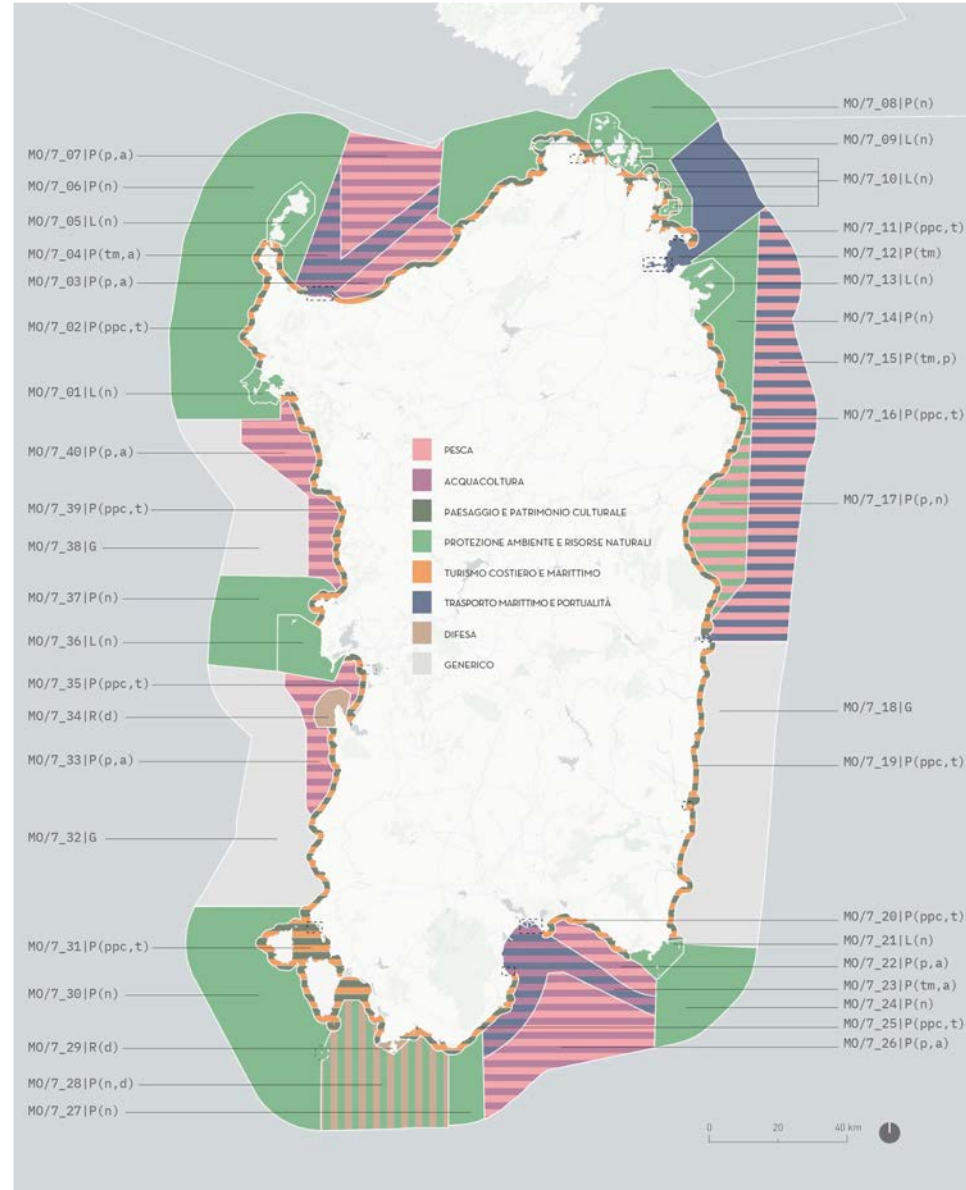 MO/7_07|P(p,a)
MO/7_06|P(n)
MO/7_05|L(n)
MO/7_04|P(tm,a)
MO/7_03|P(p,a)
MO/7_02|P(ppc,t)
MO/7_01|L(n)
MO/7_40|P(p,a)
MO/7_39|P(ppc,t)
MO/7_38|G
MO/7_37|P(n)
MO/7_36|L(n)
MO/7_35|P(ppc,t)
MO/7_34|R(d)
MO/7_33|P(p,a)
MO/7_32|G
MO/7_31|P(ppc,t)
MO/7_30|P(n)
MO/7_29|R(d)
MO/7_28|P(n,d)
MO/7_27|P(n)
PESCA
ACQUACOLTURA
PAESAGGIO E PATRIMONIO CULTURALE
PROTEZIONE AMBIENTE E RISORSE NATURALI
TURISMO COSTIERO E MARITTIMO
TRASPORTO MARITTIMO E PORTUALITÀ
DIFESA
GENERICO
MO/7_08|P(n)
MO/7_09|L(n)
MO/7_10|L(n)
MO/7_11|P(ppc,t)
MO/7_12|P(tm)
MO/7_13|L(n)
MO/7_14|P(n)
MO/7_15|P(tm,p)
MO/7_16|P(ppc,t)
MO/7_17|P(p,n)
MO/7_18|G
MO/7_19|P(ppc,t)
MO/7_20|P(ppc,t)
MO/7_21|L(n)
MO/7_22|P(p,a)
MO/7_23|P(tm,a)
MO/7_24|P(n)
MO/7_25|P(ppc,t)
MO/7_26|P(p,a)
0 20 40 km